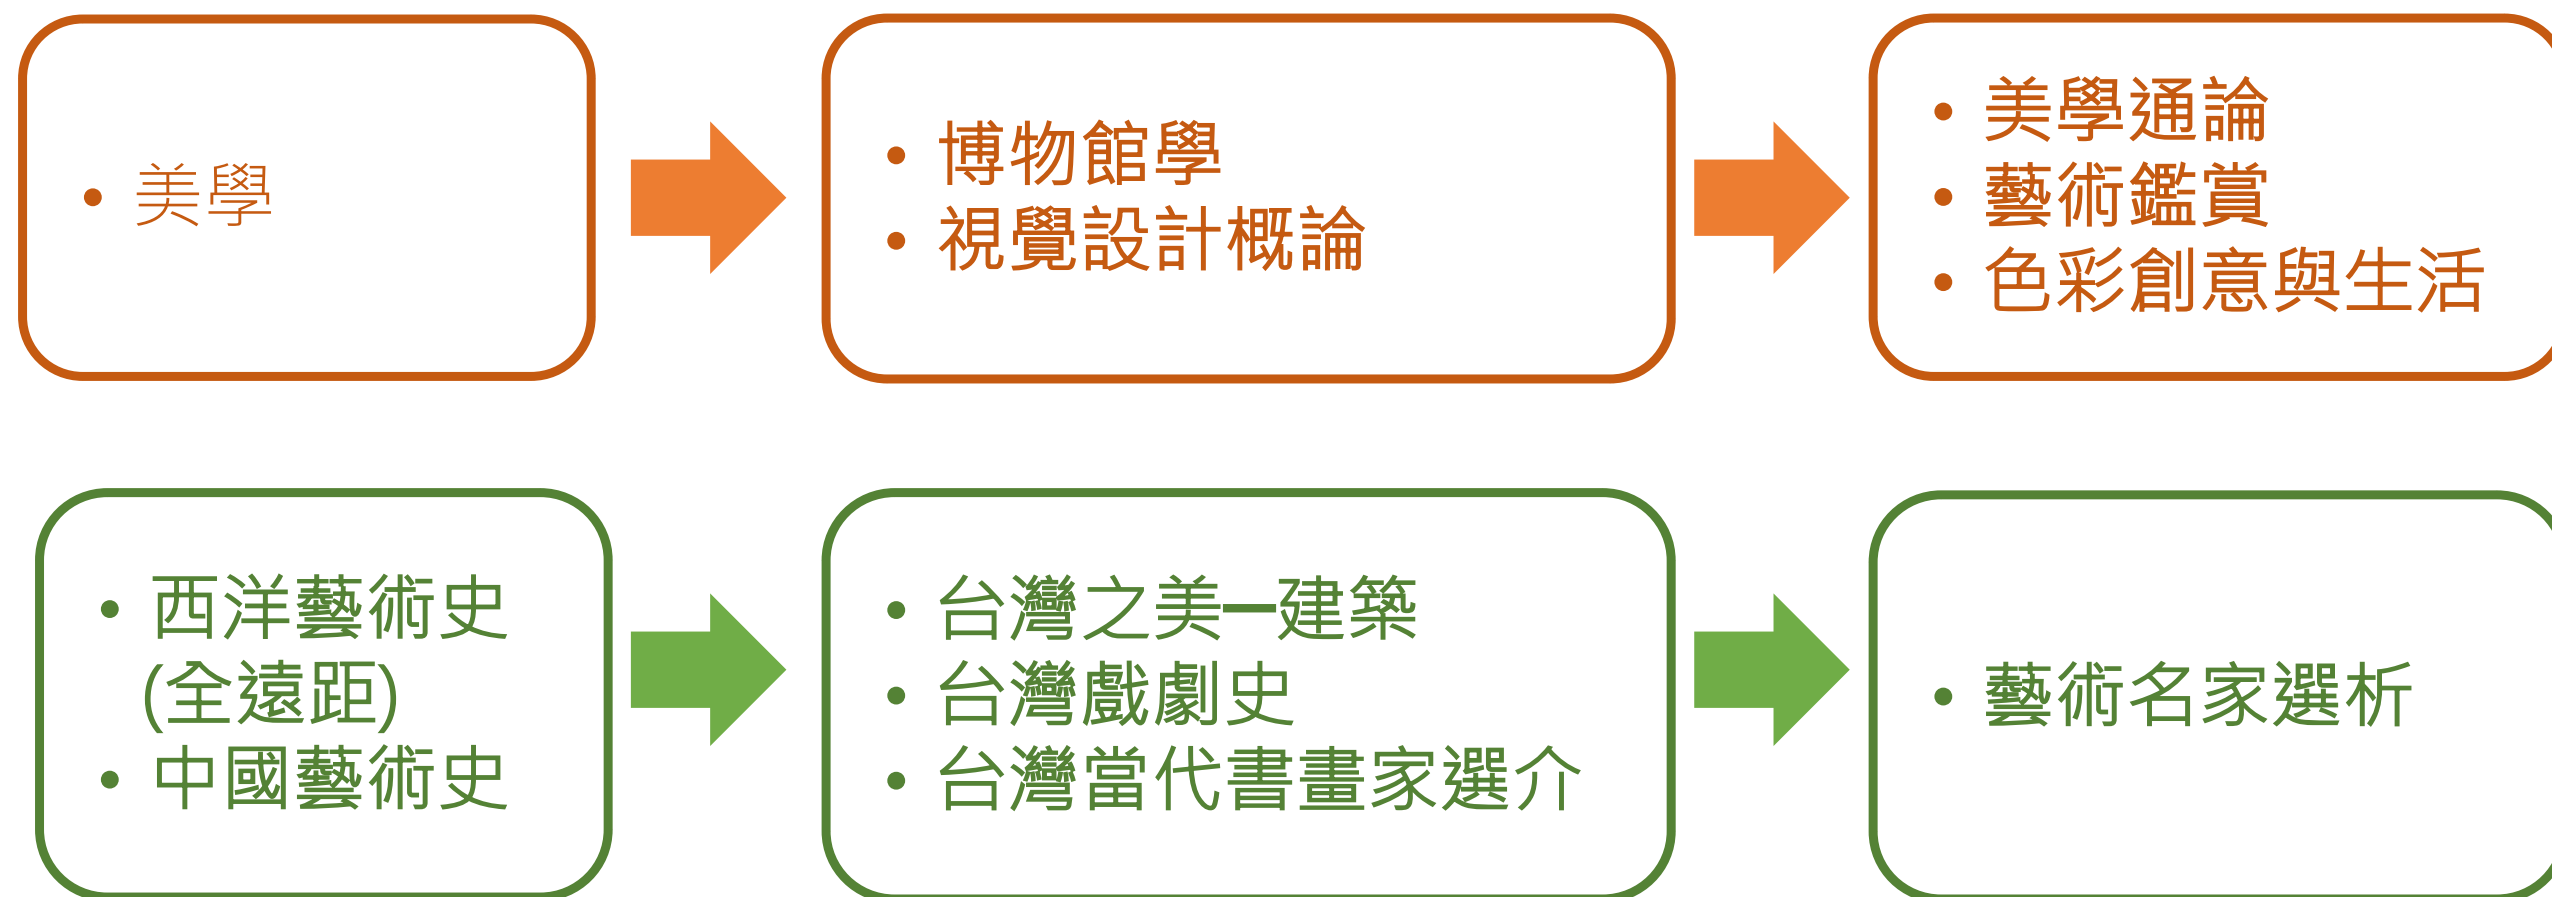 • 美學
• 博物館學
• 視覺設計概論
• 美學通論
• 藝術鑑賞
• 色彩創意與生活
• 西洋藝術史
(全遠距)
• 中國藝術史
• 台灣之美─建築
• 台灣戲劇史
• 台灣當代書畫家選介
• 藝術名家選析